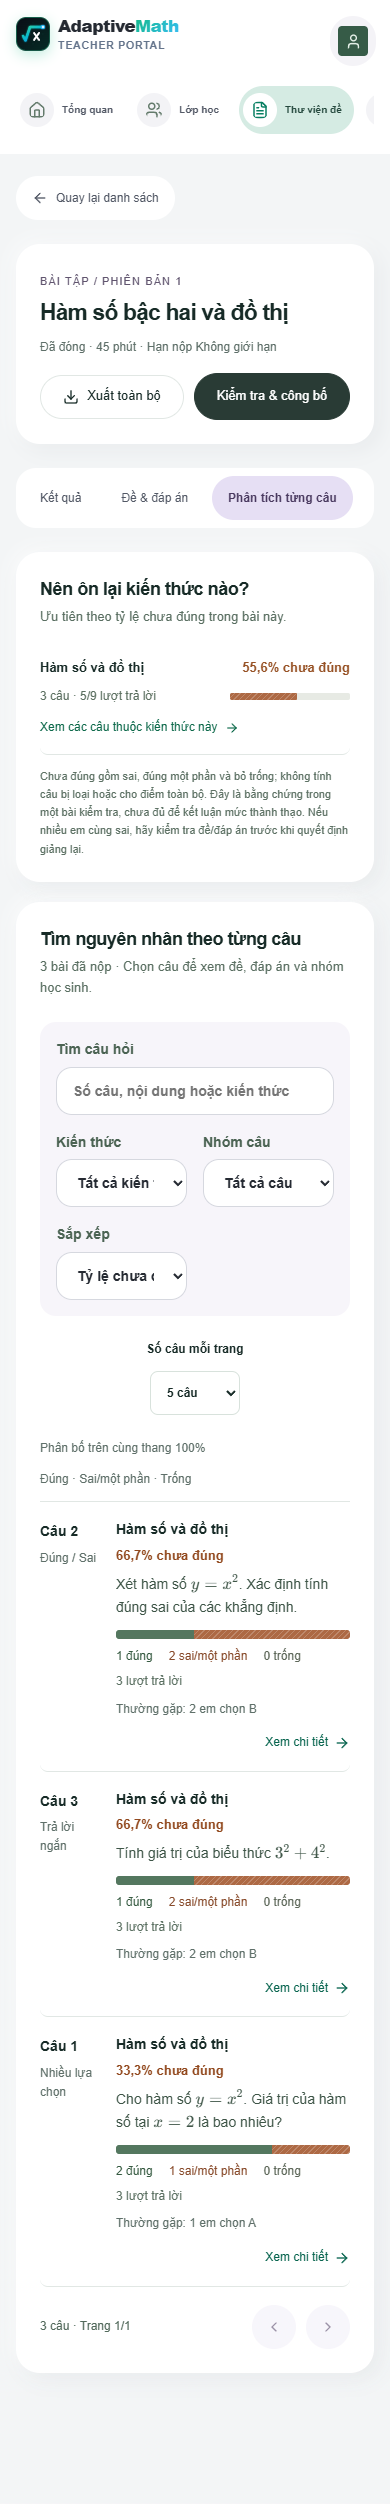 AdaptiveMath
TEACHER PORTAL
Tổng quan
Lớp học
Thư viện đề
Quay lại danh sách
BÀI TẬP / PHIÊN BẢN 1
Hàm số bậc hai và đồ thị
Đã đóng · 45 phút · Hạn nộp Không giới hạn
Xuất toàn bộ
Kiểm tra & công bố
Kết quả
Đề & đáp án
Phân tích từng câu
Nên ôn lại kiến thức nào?
Ưu tiên theo tỷ lệ chưa đúng trong bài này.
Hàm số và đồ thị
55,6% chưa đúng
3 câu · 5/9 lượt trả lời
Xem các câu thuộc kiến thức này
Chưa đúng gồm sai, đúng một phần và bỏ trống; không tính
câu bị loại hoặc cho điểm toàn bộ. Đây là bằng chứng trong
một bài kiểm tra, chưa đủ để kết luận mức thành thạo. Nếu
nhiều em cùng sai, hãy kiểm tra đề/đáp án trước khi quyết định
giảng lại.
Tìm nguyên nhân theo từng câu
3 bài đã nộp · Chọn câu để xem đề, đáp án và nhóm
học sinh.
Tìm câu hỏi
Số câu, nội dung hoặc kiến thức
Kiến thức
Nhóm câu
Tất cả kiến
Tất cả câu
Sắp xếp
Tỷ lệ chưa
Số câu mỗi trang
5 câu
Phân bố trên cùng thang 100%
Đúng · Sai/một phần · Trống
Câu 2
Đúng / Sai
Hàm số và đồ thị
66,7% chưa đúng
Xét hàm số y = x². Xác định tính
đúng sai của các khẳng định.
1 đúng
2 sai/một phần
0 trống
3 lượt trả lời
Thường gặp: 2 em chọn B
Xem chi tiết
Câu 3
Trả lời
ngắn
Hàm số và đồ thị
66,7% chưa đúng
Tính giá trị của biểu thức 3² + 4².
1 đúng
2 sai/một phần
0 trống
3 lượt trả lời
Thường gặp: 2 em chọn B
Xem chi tiết
Câu 1
Nhiều lựa
chọn
Hàm số và đồ thị
33,3% chưa đúng
Cho hàm số y = x². Giá trị của hàm
số tại x = 2 là bao nhiêu?
2 đúng
1 sai/một phần
0 trống
3 lượt trả lời
Thường gặp: 1 em chọn A
Xem chi tiết
3 câu · Trang 1/1